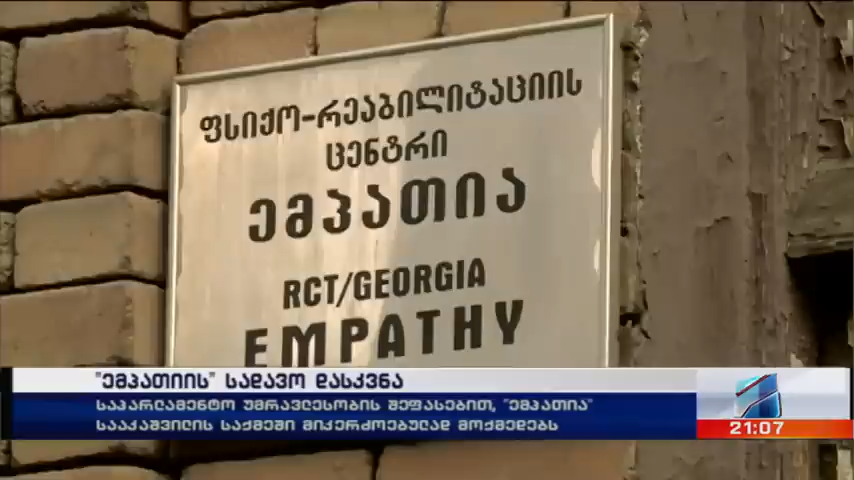 ფსიქო-რეაბილიტაციის
ცენტრი
ემპათია
RCT/GEORGIA
EMPATHY
"ემპათიის" სადავო დასკვნა
საპარლამენტო უმრავლესობის შეფასებით, "ემპათია"
სააკაშვილის საქმეში მიკერძოებულად მოქმედებს
21:07